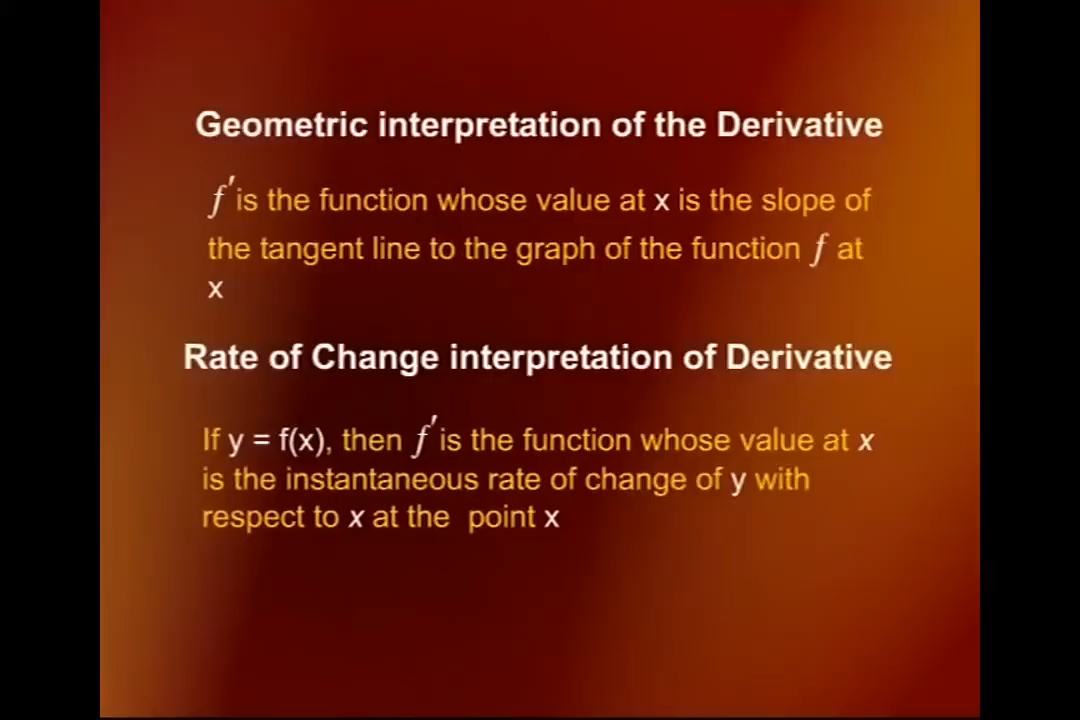 Geometric interpretation of the Derivative
f′ is the function whose value at x is the slope of
the tangent line to the graph of the function f at
x
Rate of Change interpretation of Derivative
If y = f(x), then f′ is the function whose value at x
is the instantaneous rate of change of y with
respect to x at the point x